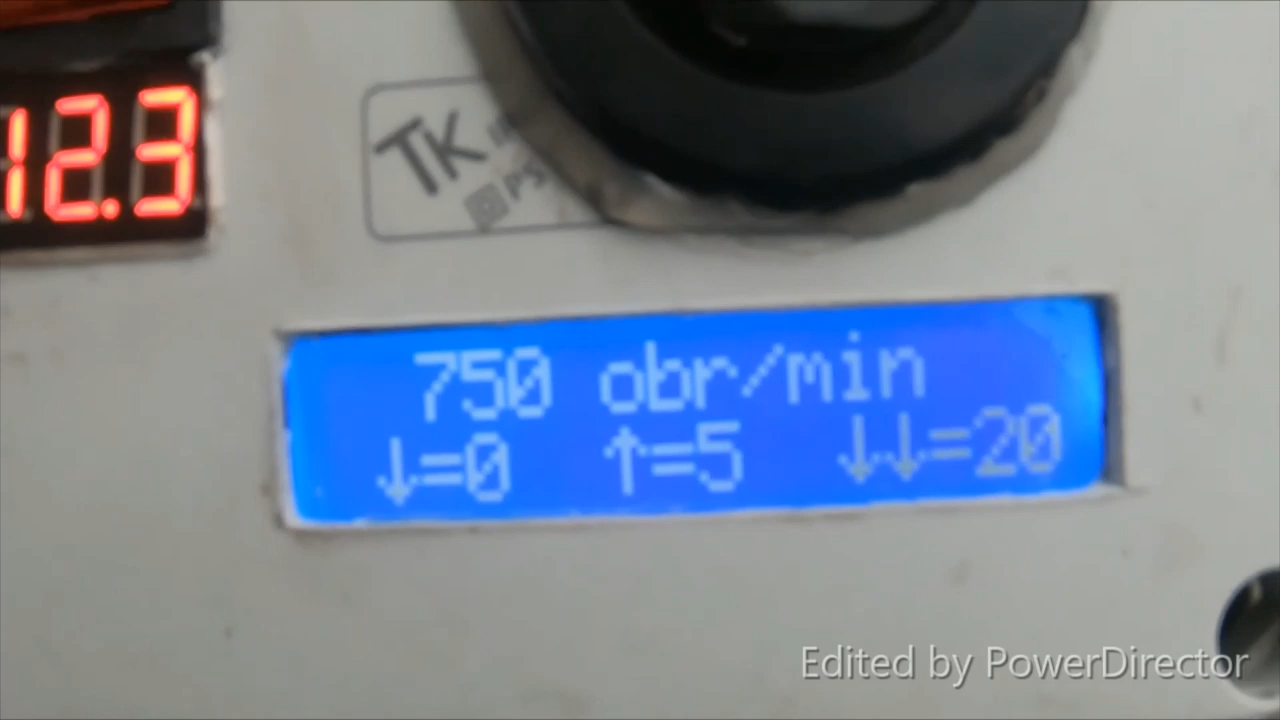 12.3
TK
750 obr/min
↓=0 ↑=5 ↓↓=20
Edited by PowerDirector